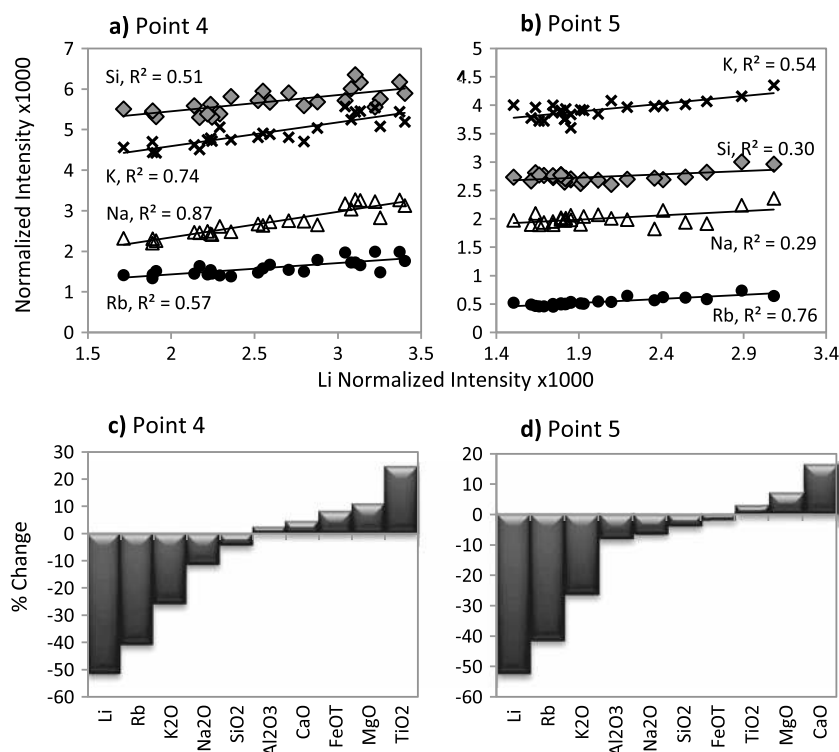 a) Point 4
b) Point 5
Normalized Intensity x1000
7
6
5
4
3
2
1
0
Si, R² = 0.51
K, R² = 0.74
Na, R² = 0.87
Rb, R² = 0.57
1.5
2
2.5
3
3.5
5
4.5
4
3.5
3
2.5
2
1.5
1
0.5
0
K, R² = 0.54
Si, R² = 0.30
Na, R² = 0.29
Rb, R² = 0.76
1.4
1.9
2.4
2.9
3.4
Li Normalized Intensity x1000
c) Point 4
d) Point 5
% Change
30
20
10
0
-10
-20
-30
-40
-50
-60
Li
Rb
K2O
Na2O
SiO2
Al2O3
CaO
FeOT
MgO
TiO2
20
10
0
-10
-20
-30
-40
-50
-60
Li
Rb
K2O
Al2O3
Na2O
SiO2
FeOT
TiO2
MgO
CaO